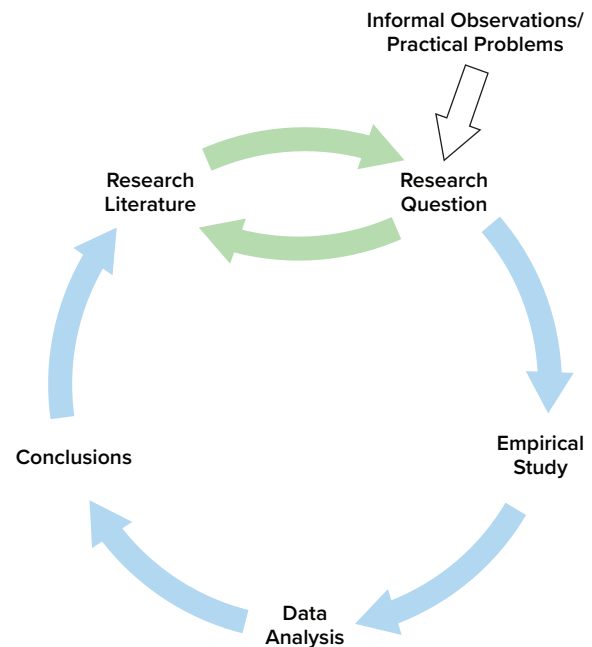 Informal Observations/
Practical Problems
Research
Literature
Research
Question
Empirical
Study
Conclusions
Data
Analysis